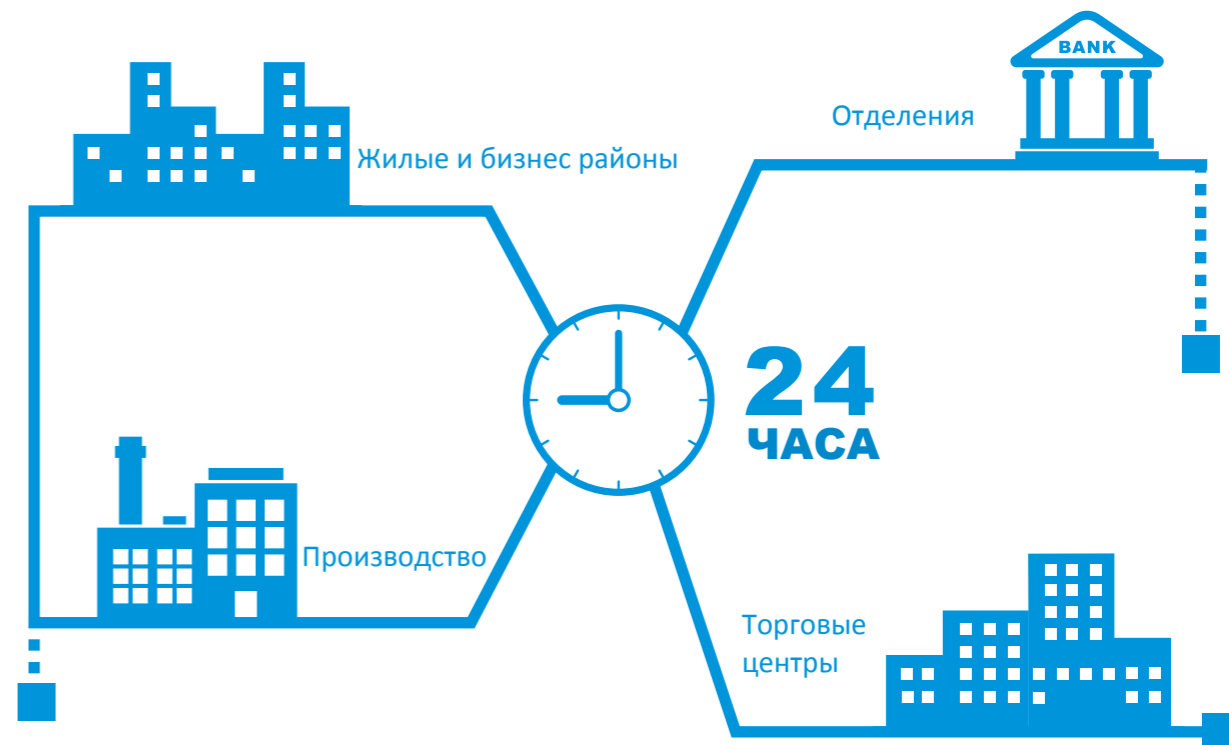 BANK
Отделения
Жилые и бизнес районы
24
ЧАСА
Производство
Торговые
центры